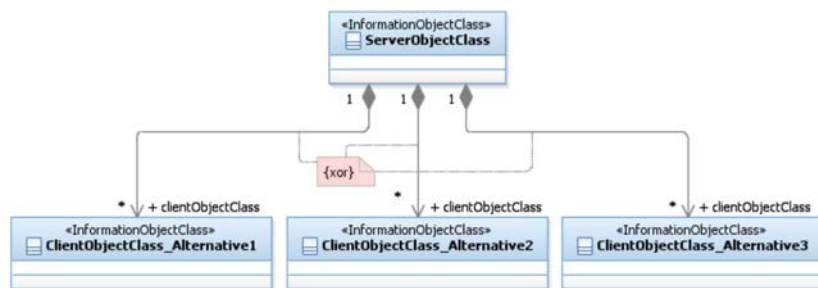 «InformationObjectClass»
ServerObjectClass
1 1 1
{xor}
* + clientObjectClass * + clientObjectClass * + clientObjectClass
«InformationObjectClass» «InformationObjectClass» «InformationObjectClass»
ClientObjectClass_Alternative1 ClientObjectClass_Alternative2 ClientObjectClass_Alternative3